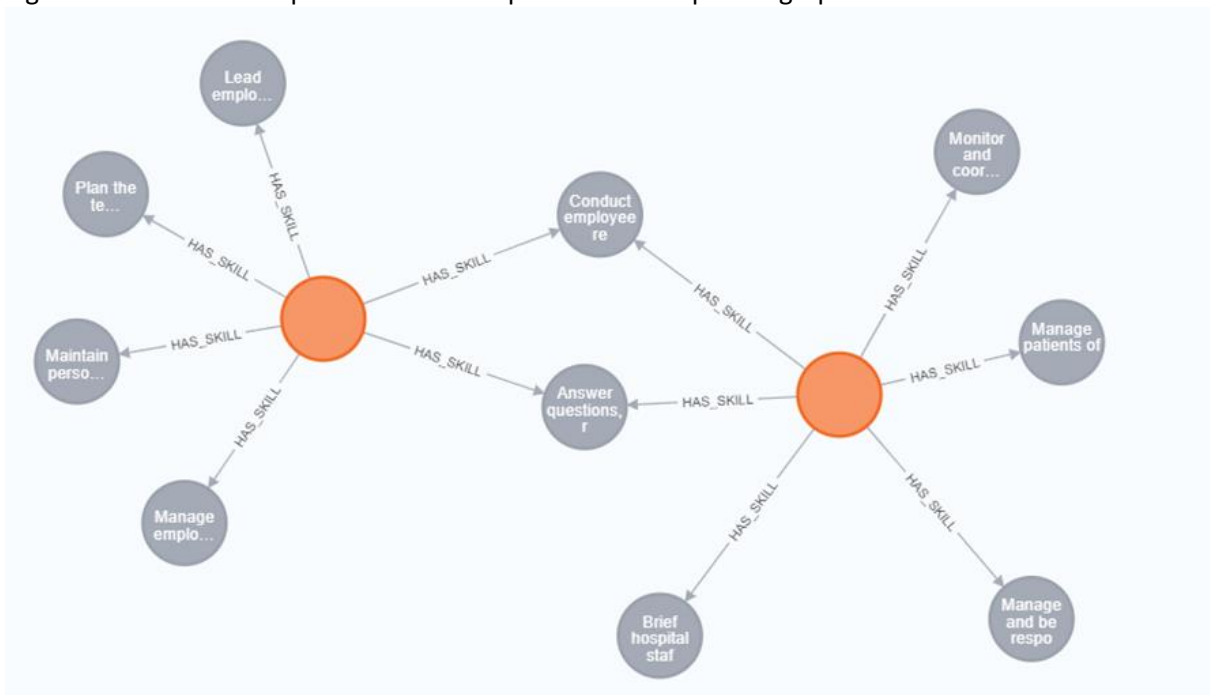 Lead
emplo...
Monitor
and
coor...
Plan the
te...
HAS_SKILL
Conduct
employee
re
HAS_SKILL
HAS_SKILL
HAS_SKILL
HAS_SKILL
HAS_SKILL
Maintain
perso...
HAS_SKILL
Manage
patients of
HAS_SKILL
HAS_SKILL
Answer
questions,
r
HAS_SKILL
HAS_SKILL
Manage
emplo...
HAS_SKILL
HAS_SKILL
Brief
hospital
staf
Manage
and be
respo